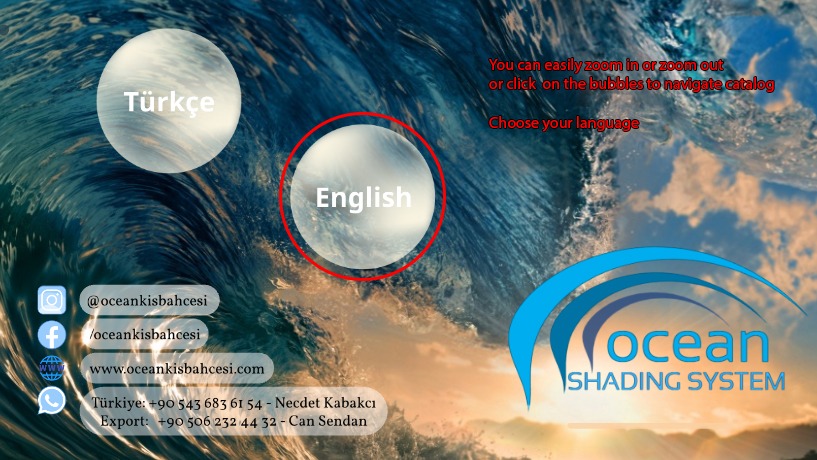 Türkçe
You can easily zoom in or zoom out
or click on the bubbles to navigate catalog
Choose your language
English
@oceankisbahcesi
/oceankisbahcesi
www
www.oceankisbahcesi.com
Türkiye: +90 543 683 61 54 - Necdet Kabakcı
Export: +90 506 232 44 32 - Can Sendan
ocean
SHADING SYSTEM